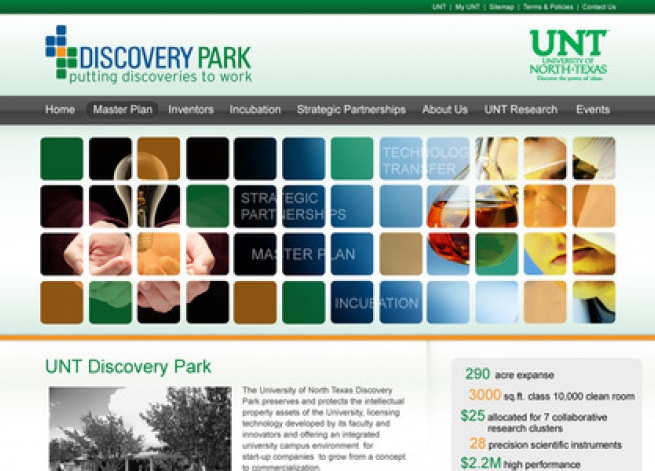 UNT | My UNT | Sitemap | Terms & Policies | Contact Us
DISCOVERY PARK
putting discoveries to work
UNT
UNIVERSITY OF
NORTH·TEXAS
Discover the power of ideas.
Home Master Plan Inventors Incubation Strategic Partnerships About Us UNT Research Events
TECHNOLOGY
TRANSFER
STRATEGIC
PARTNERSHIPS
MASTER PLAN
INCUBATION
UNT Discovery Park
The University of North Texas Discovery
Park preserves and protects the intellectual
property assets of the University, licensing
technology developed by its faculty and
innovators and offering an integrated
university campus environment for
start-up companies to grow from a concept
to commercialization.
290 acre expanse
3000 sq.ft. class 10,000 clean room
$25 allocated for 7 collaborative
research clusters
28 precision scientific instruments
$2.2M high performance